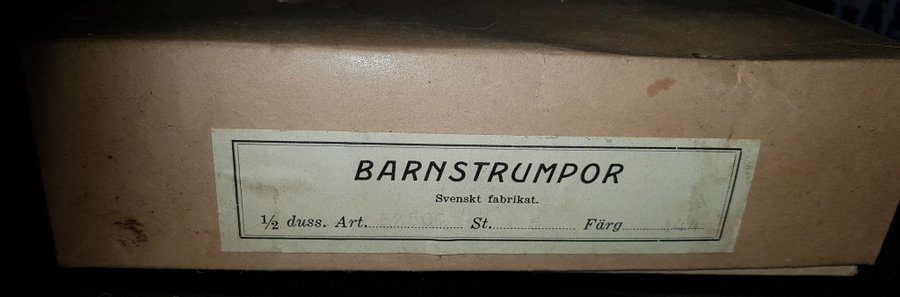 BARNSTRUMPOR
Svenskt fabrikat.
½ duss. Art. St. Färg